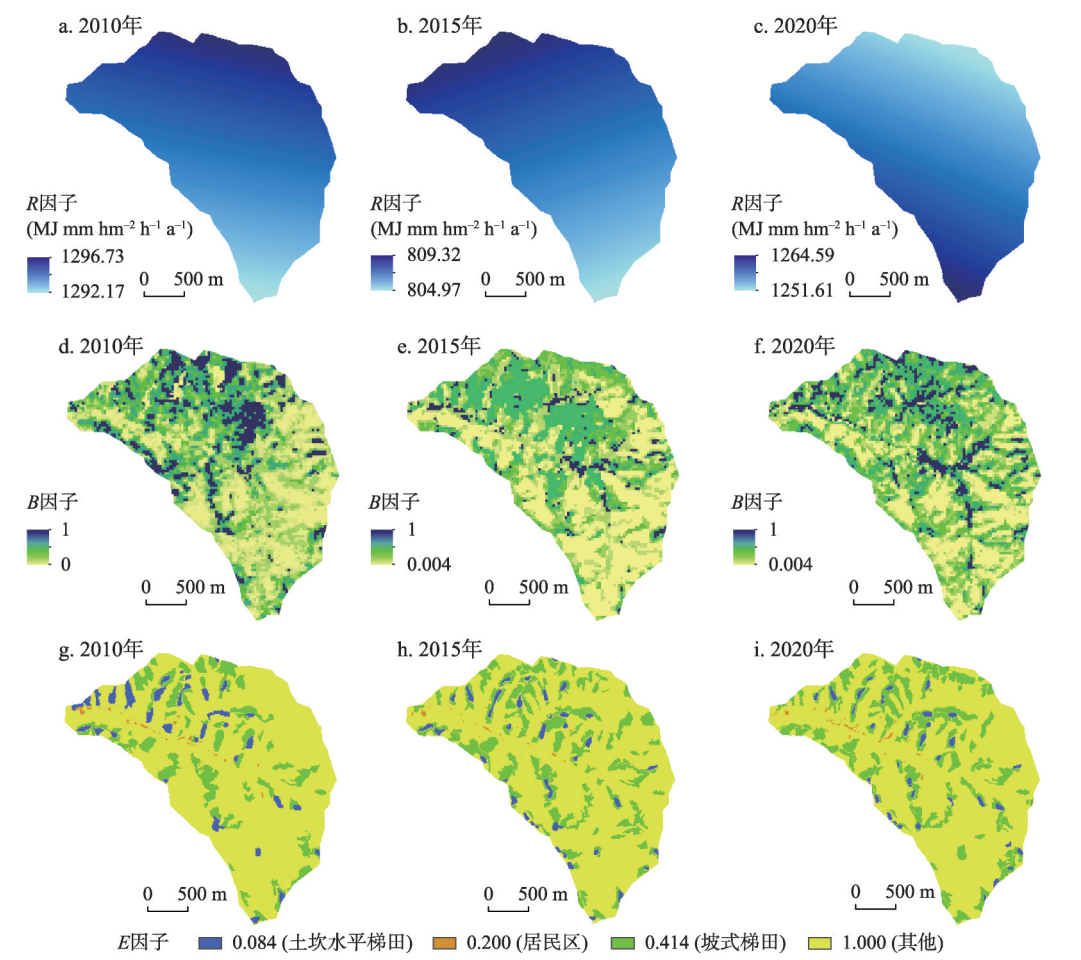 a. 2010年
b. 2015年
c. 2020年
R因子
(MJ mm hm⁻² h⁻¹ a⁻¹)
1296.73
1292.17
0 500 m
R因子
(MJ mm hm⁻² h⁻¹ a⁻¹)
809.32
804.97
0 500 m
R因子
(MJ mm hm⁻² h⁻¹ a⁻¹)
1264.59
1251.61
0 500 m
d. 2010年
e. 2015年
f. 2020年
B因子
1
0
0 500 m
B因子
1
0.004
0 500 m
B因子
1
0.004
0 500 m
g. 2010年
h. 2015年
i. 2020年
0 500 m
0 500 m
0 500 m
E因子 0.084 (土坎水平梯田) 0.200 (居民区) 0.414 (坡式梯田) 1.000 (其他)